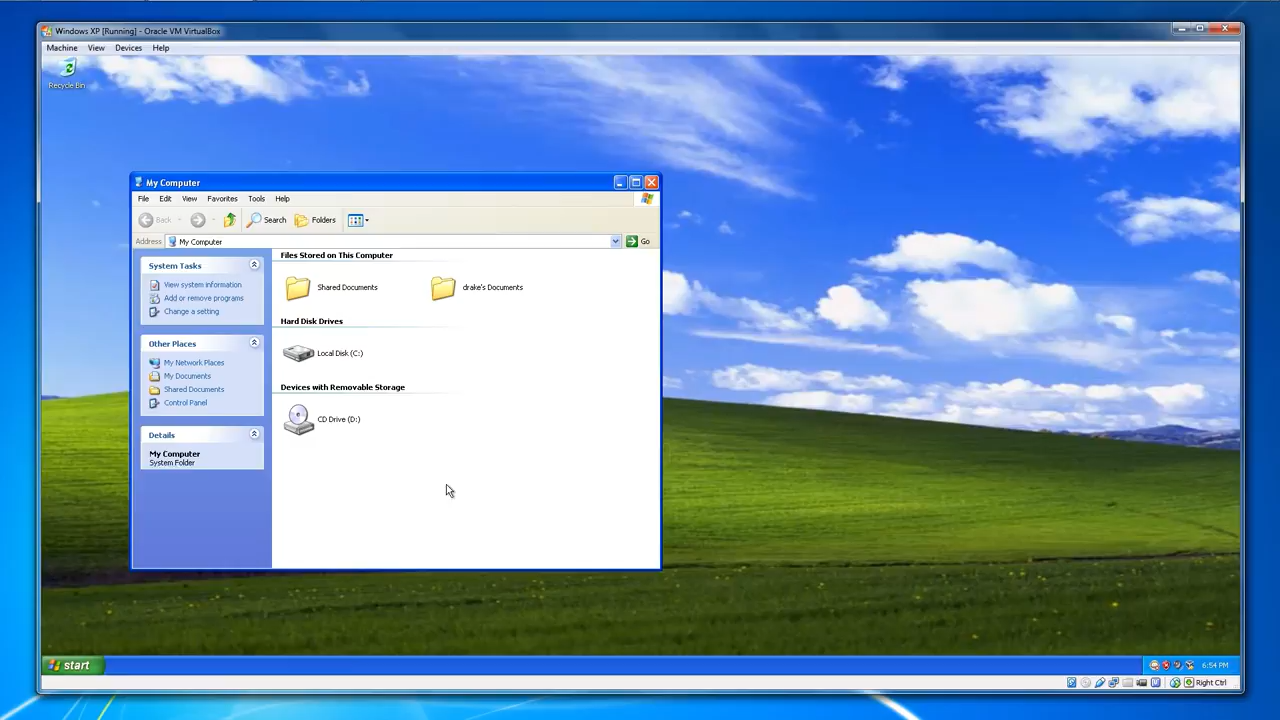 Windows XP [Running] - Oracle VM VirtualBox
Machine View Devices Help
Recycle Bin
My Computer
File Edit View Favorites Tools Help
Back Search Folders
Address My Computer Go
System Tasks
View system information
Add or remove programs
Change a setting
Other Places
My Network Places
My Documents
Shared Documents
Control Panel
Details
My Computer
System Folder
Files Stored on This Computer
Shared Documents drake's Documents
Hard Disk Drives
Local Disk (C:)
Devices with Removable Storage
CD Drive (D:)
start 6:54 PM
Right Ctrl